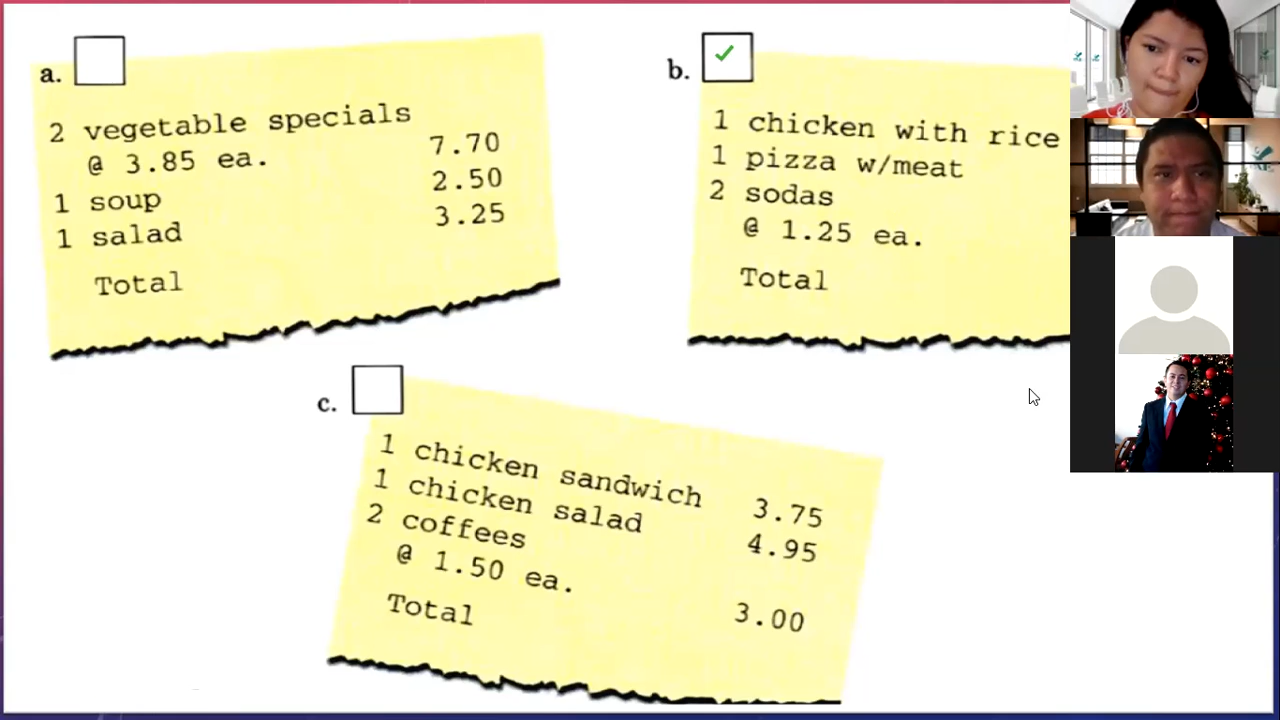 a.
2 vegetable specials
@ 3.85 ea. 7.70
1 soup 2.50
1 salad 3.25
Total
b.
1 chicken with rice
1 pizza w/meat
2 sodas
@ 1.25 ea.
Total
c.
1 chicken sandwich 3.75
1 chicken salad 4.95
2 coffees
@ 1.50 ea. 3.00
Total